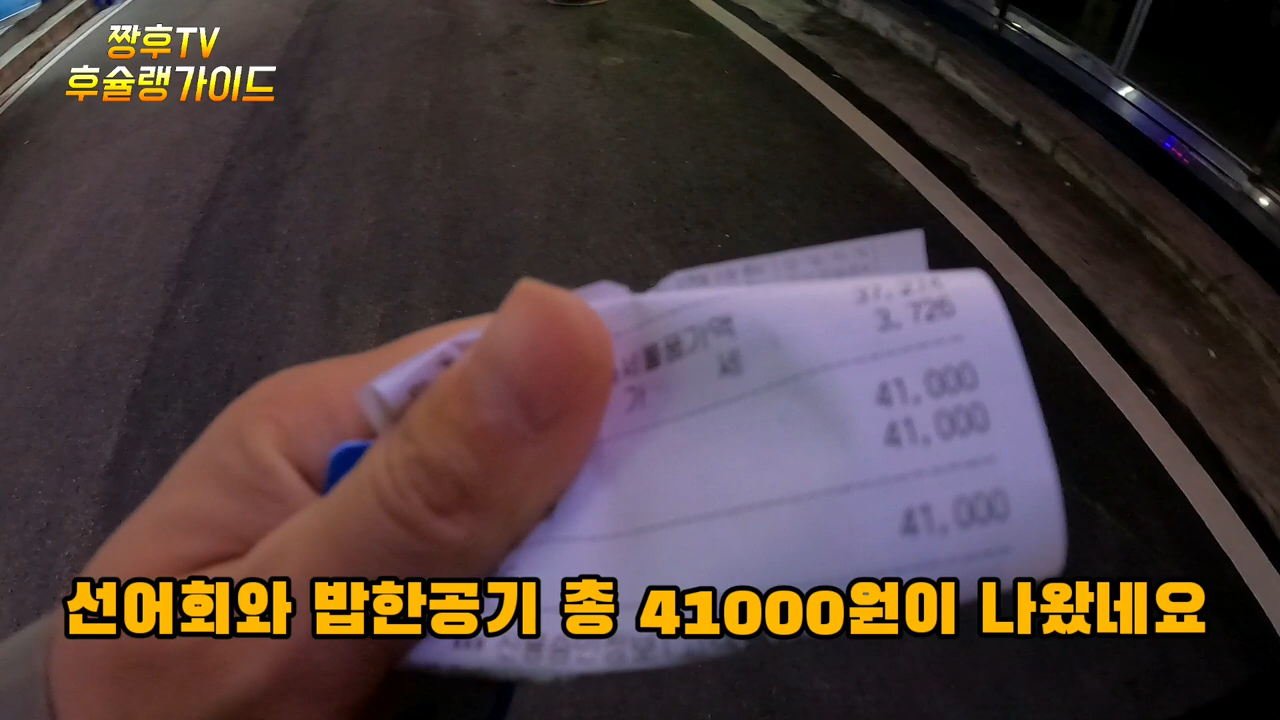 짱후TV
후슐랭가이드
3,726
세
41,000
41,000
41,000
선어회와 밥한공기 총 41000원이 나왔네요